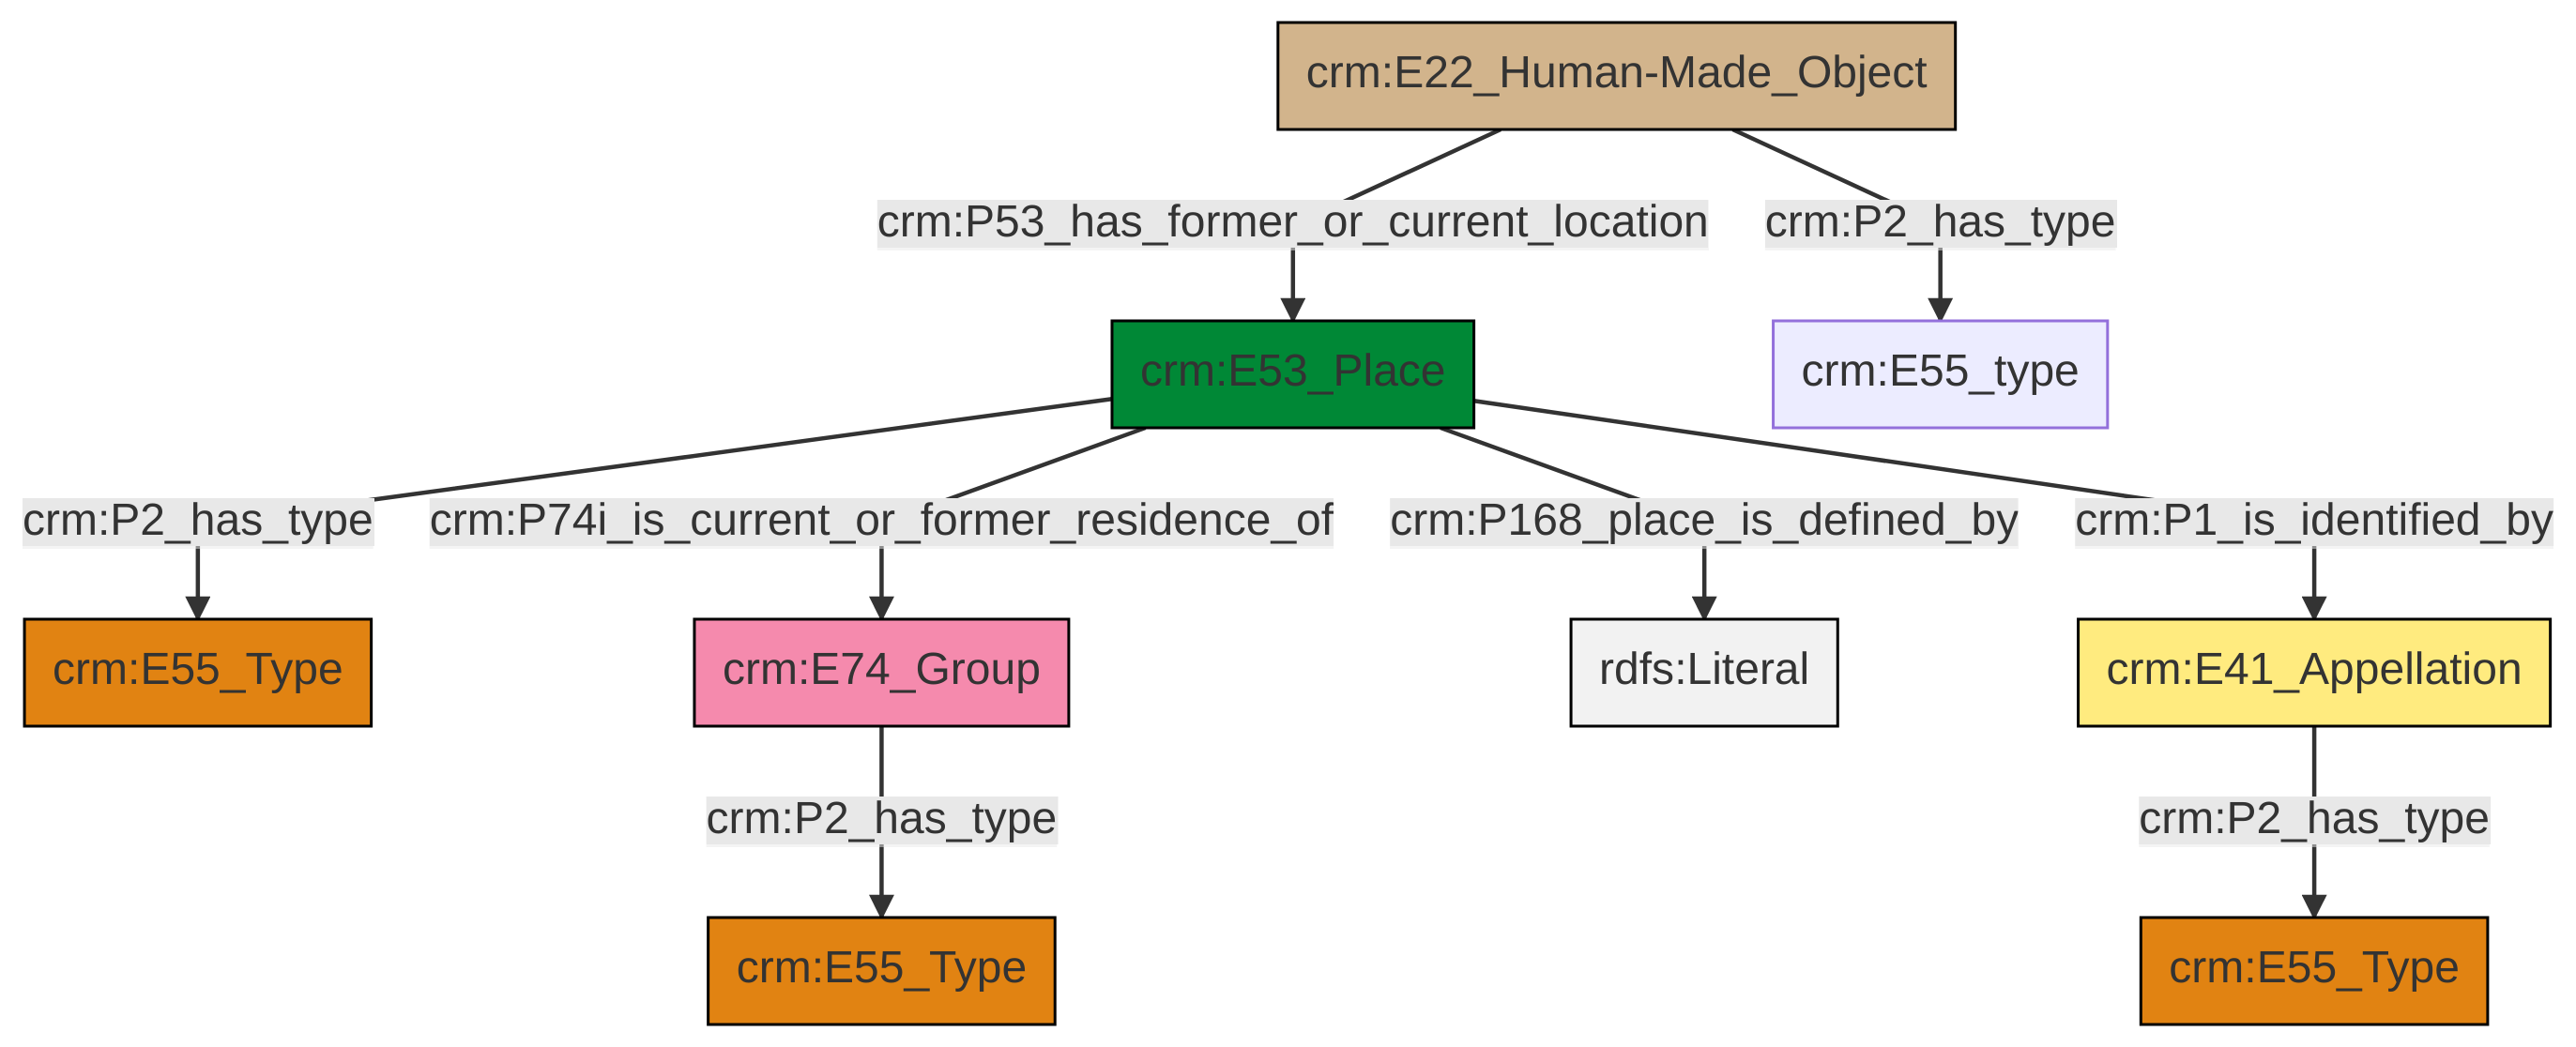 crm:E22_Human-Made_Object
crm:P53_has_former_or_current_location
crm:P2_has_type
crm:E53_Place
crm:E55_type
crm:P2_has_type
crm:P74i_is_current_or_former_residence_of
crm:P168_place_is_defined_by
crm:P1_is_identified_by
crm:E55_Type
crm:E74_Group
rdfs:Literal
crm:E41_Appellation
crm:P2_has_type
crm:P2_has_type
crm:E55_Type
crm:E55_Type